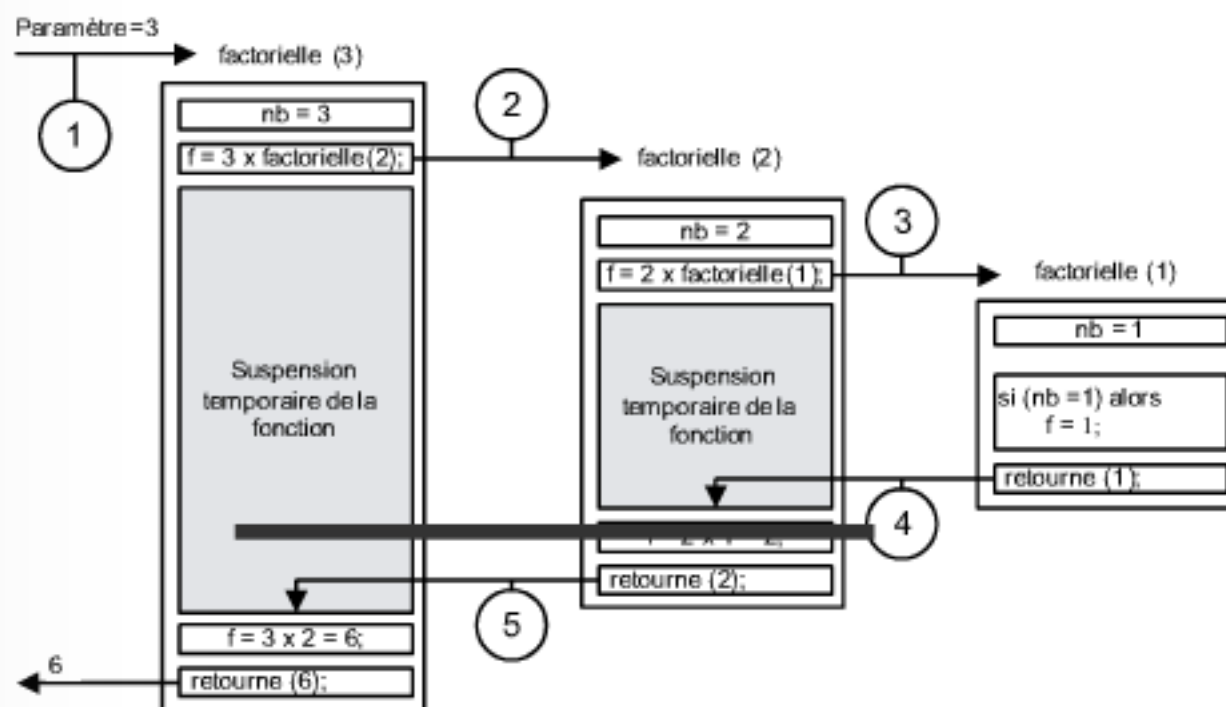 Paramètre=3
factorielle (3)
1
nb = 3
f = 3 x factorielle(2);
2
factorielle (2)
nb = 2
f = 2 x factorielle(1);
3
factorielle (1)
nb = 1
si (nb =1) alors
f = 1;
retourne (1);
4
Suspension
temporaire de la
fonction
Suspension
temporaire de la
fonction
retourne (2);
5
f = 3 x 2 = 6;
retourne (6);
6